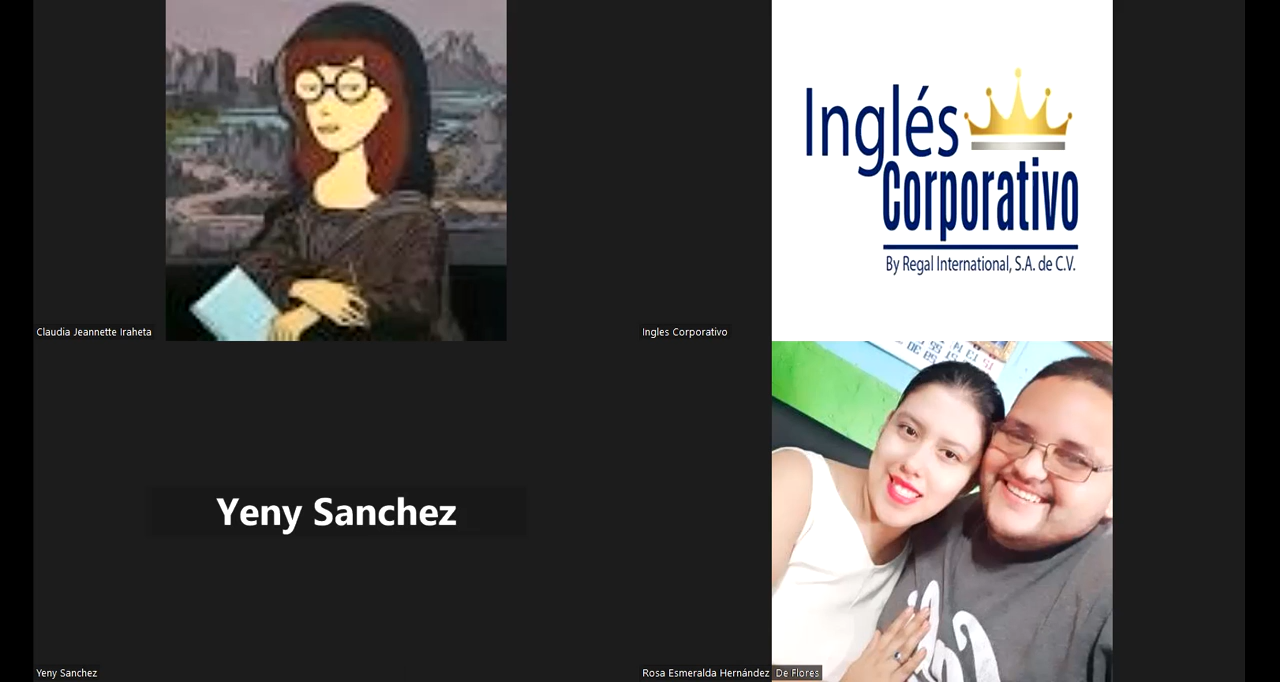 Inglés
Corporativo
By Regal International, S.A. de C.V.
Claudia Jeannette Iraheta
Ingles Corporativo
Yeny Sanchez
Yeny Sanchez
Rosa Esmeralda Hernández De Flores